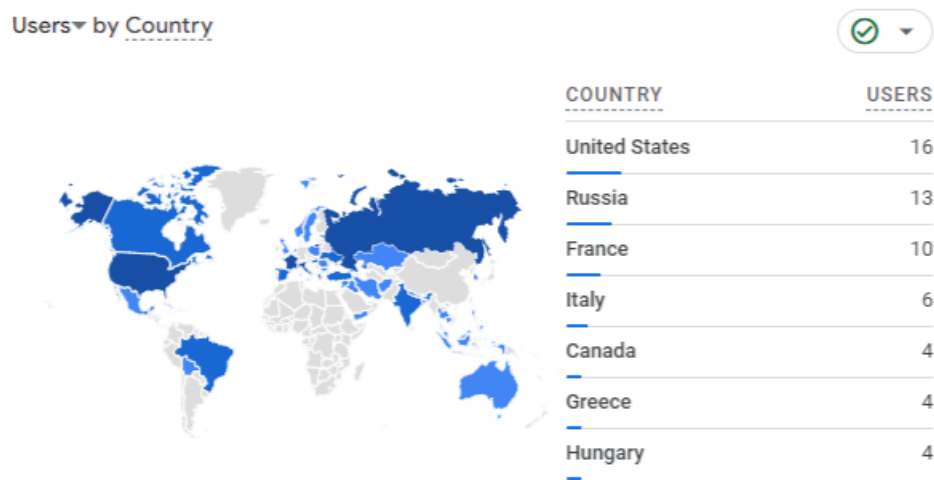 Users by Country
COUNTRY USERS
United States 16
Russia 13
France 10
Italy 6
Canada 4
Greece 4
Hungary 4